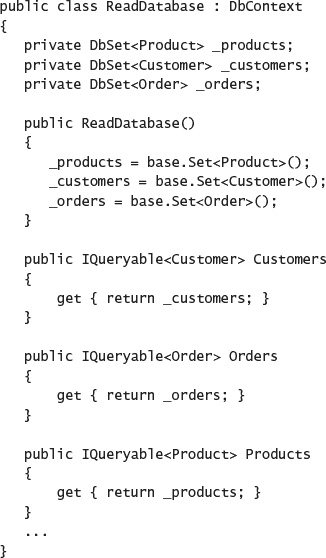 public class ReadDatabase : DbContext
{
   private DbSet<Product> _products;
   private DbSet<Customer> _customers;
   private DbSet<Order> _orders;

   public ReadDatabase()
   {
      _products = base.Set<Product>();
      _customers = base.Set<Customer>();
      _orders = base.Set<Order>();
   }

   public IQueryable<Customer> Customers
   {
       get { return _customers; }
   }

   public IQueryable<Order> Orders
   {
       get { return _orders; }
   }

   public IQueryable<Product> Products
   {
       get { return _products; }
   }
   ...
}